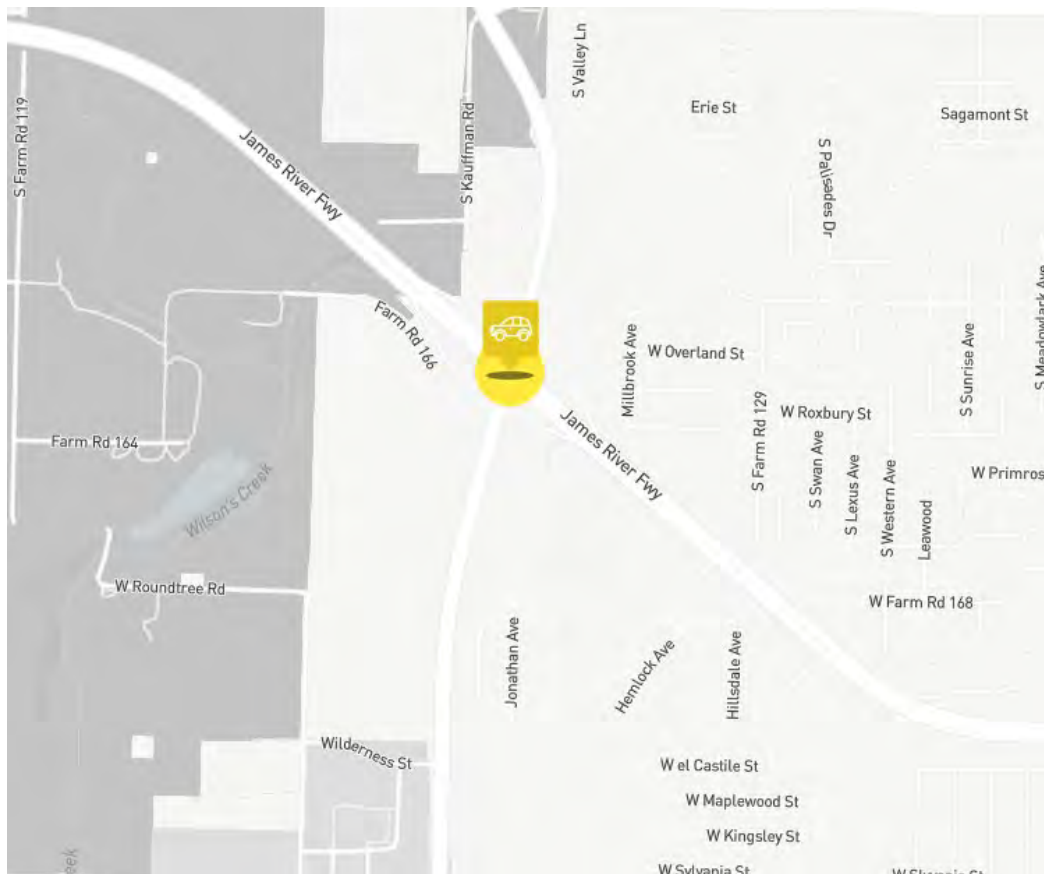 S Valley Ln
Erie St
Sagamont St
S Farm Rd 119
S Kauffman Rd
James River Fwy
S Palisades Dr
S Meadowlark Ave
Farm Rd 166
Millbrook Ave
W Overland St
S Sunrise Ave
S Farm Rd 129
W Roxbury St
James River Fwy
Farm Rd 164
S Swan Ave
S Lexus Ave
S Western Ave
W Primros
Wilson's Creek
Leawood
W Roundtree Rd
W Farm Rd 168
Jonathan Ave
Hemlock Ave
Hillsdale Ave
Wilderness St
W el Castile St
W Maplewood St
W Kingsley St
eek
W Sylvania St